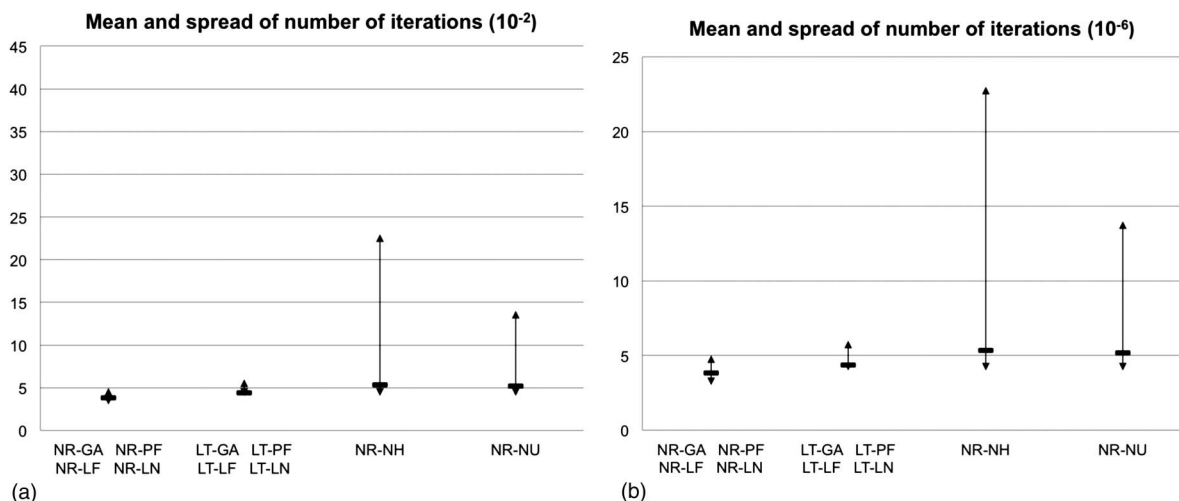 Mean and spread of number of iterations (10-2)
45
40
35
30
25
20
15
10
5
0
NR-GA NR-PF
NR-LF NR-LN
LT-GA LT-PF
LT-LF LT-LN
NR-NH
NR-NU
(a)
Mean and spread of number of iterations (10-6)
25
20
15
10
5
0
NR-GA NR-PF
NR-LF NR-LN
LT-GA LT-PF
LT-LF LT-LN
NR-NH
NR-NU
(b)